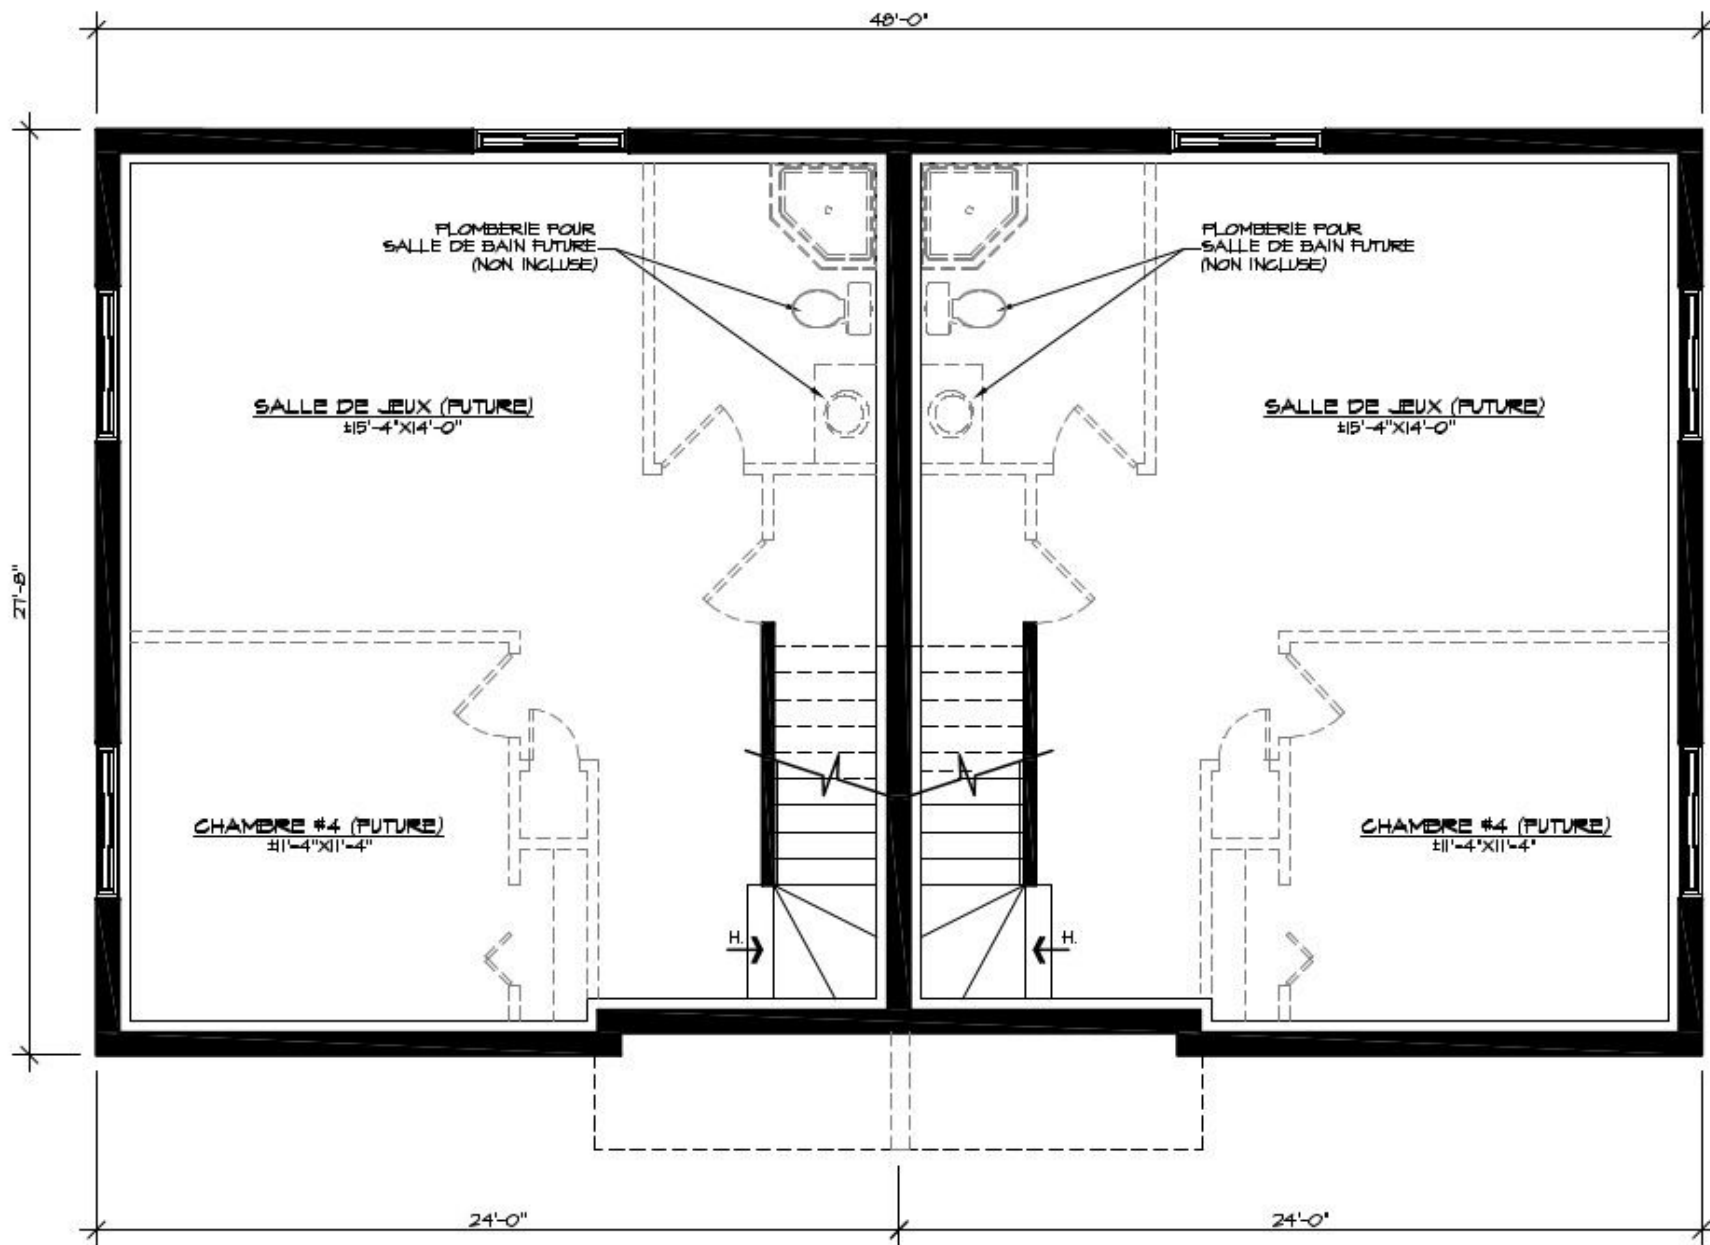 48'-0"
PLOMBERIE POUR
SALLE DE BAIN FUTURE
(NON INCLUSE)
PLOMBERIE POUR
SALLE DE BAIN FUTURE
(NON INCLUSE)
SALLE DE JEUX (FUTURE)
±15'-4"X14'-0"
SALLE DE JEUX (FUTURE)
±15'-4"X14'-0"
27'-8"
CHAMBRE #4 (FUTURE)
±11'-4"X11'-4"
CHAMBRE #4 (FUTURE)
±11'-4"X11'-4"
H.
H.
24'-0"
24'-0"